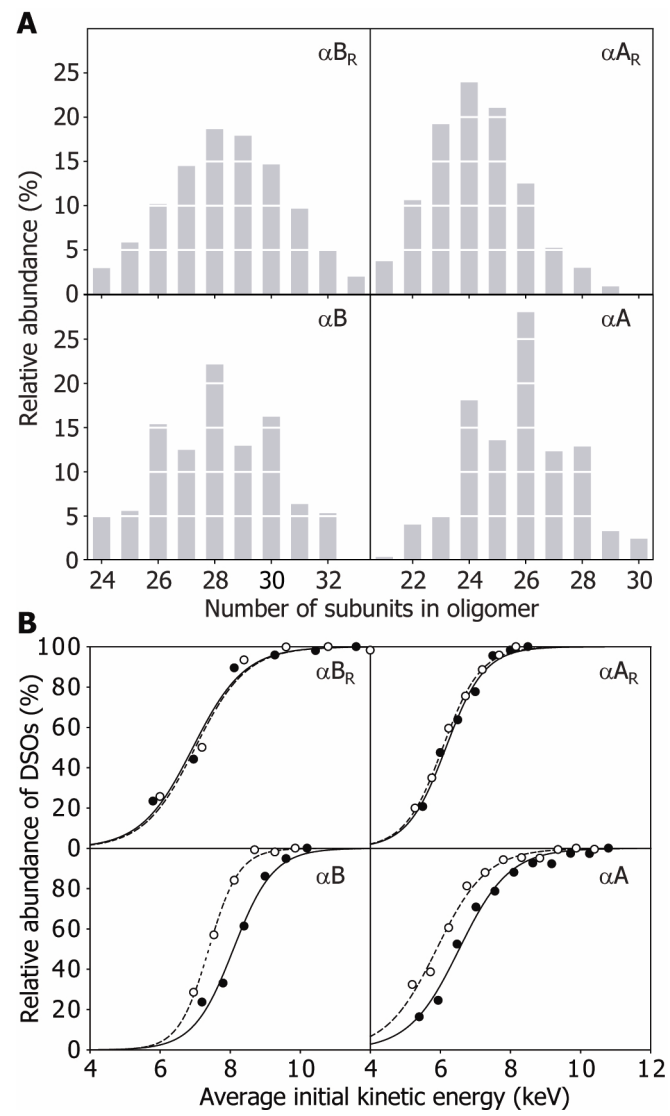 A
αB_R
αA_R
25
20
15
10
5
0
αB
αA
25
20
15
10
5
0
Relative abundance (%)
24 26 28 30 32
22 24 26 28 30
Number of subunits in oligomer
B
αB_R
αA_R
100
80
60
40
20
0
αB
αA
80
60
40
20
0
Relative abundance of DSOs (%)
4 6 8 10 4 6 8 10 12
Average initial kinetic energy (keV)